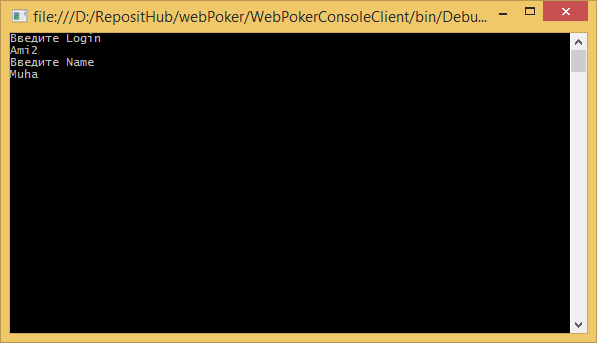 file:///D:/RepositHub/webPoker/WebPokerConsoleClient/bin/Debu...
Введите Login
Ami2
Введите Name
Muha